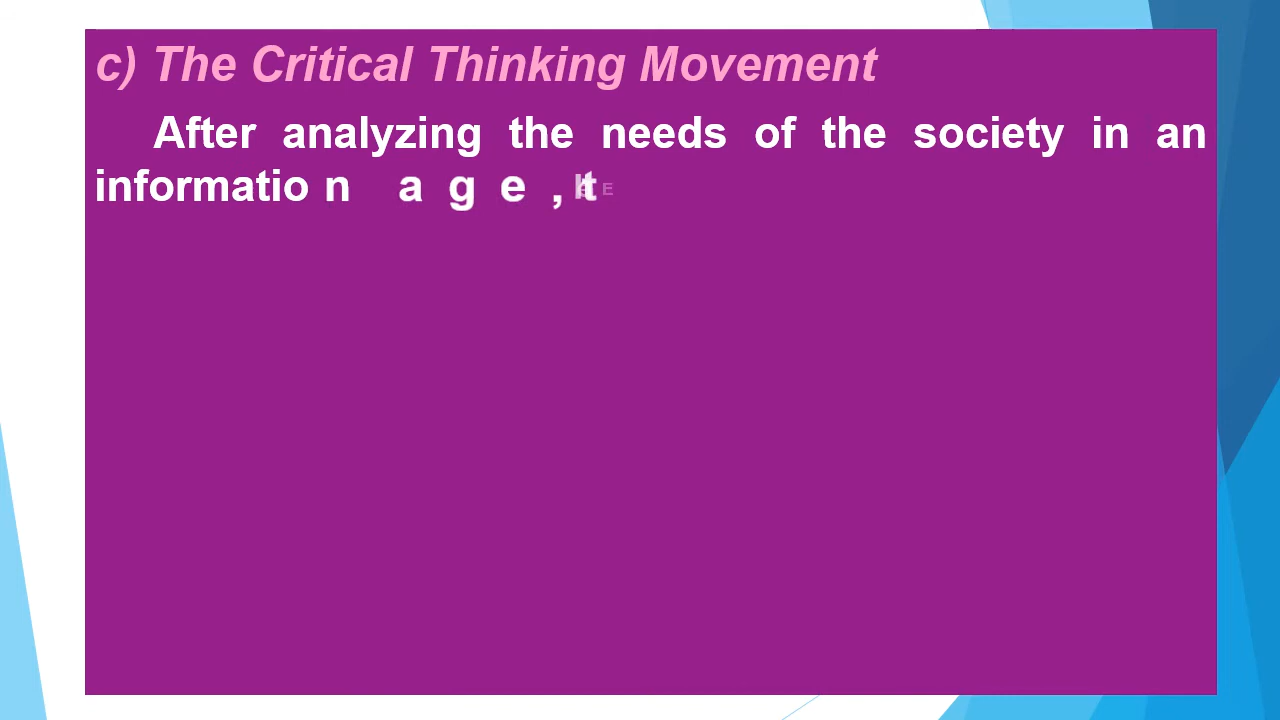 c) The Critical Thinking Movement
After analyzing the needs of the society in an
information age,